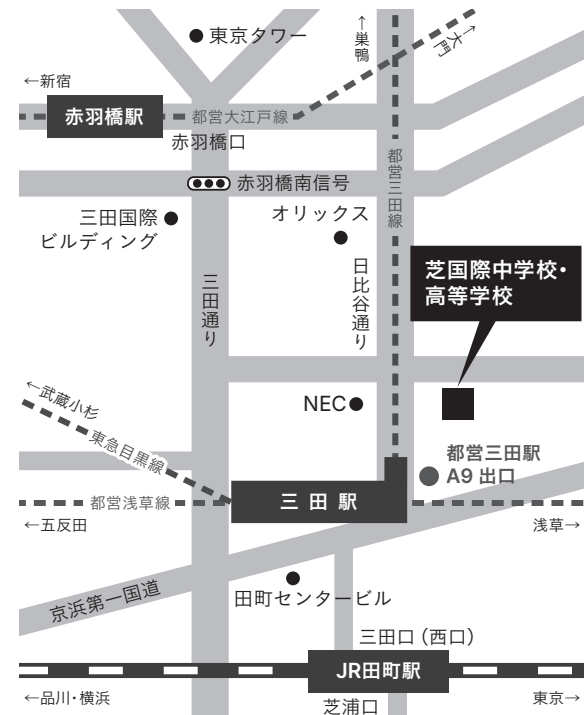 東京タワー
←巣鴨
←大門
←新宿
赤羽橋駅
都営大江戸線
赤羽橋口
都営三田線
赤羽橋南信号
三田国際
ビルディング
オリックス
三田通り
日比谷通り
芝国際中学校・
高等学校
←武蔵小杉
東急目黒線
NEC
都営三田駅
A9 出口
三田駅
都営浅草線
←五反田
浅草→
京浜第一国道
田町センタービル
三田口（西口）
JR田町駅
←品川・横浜
東京→
芝浦口